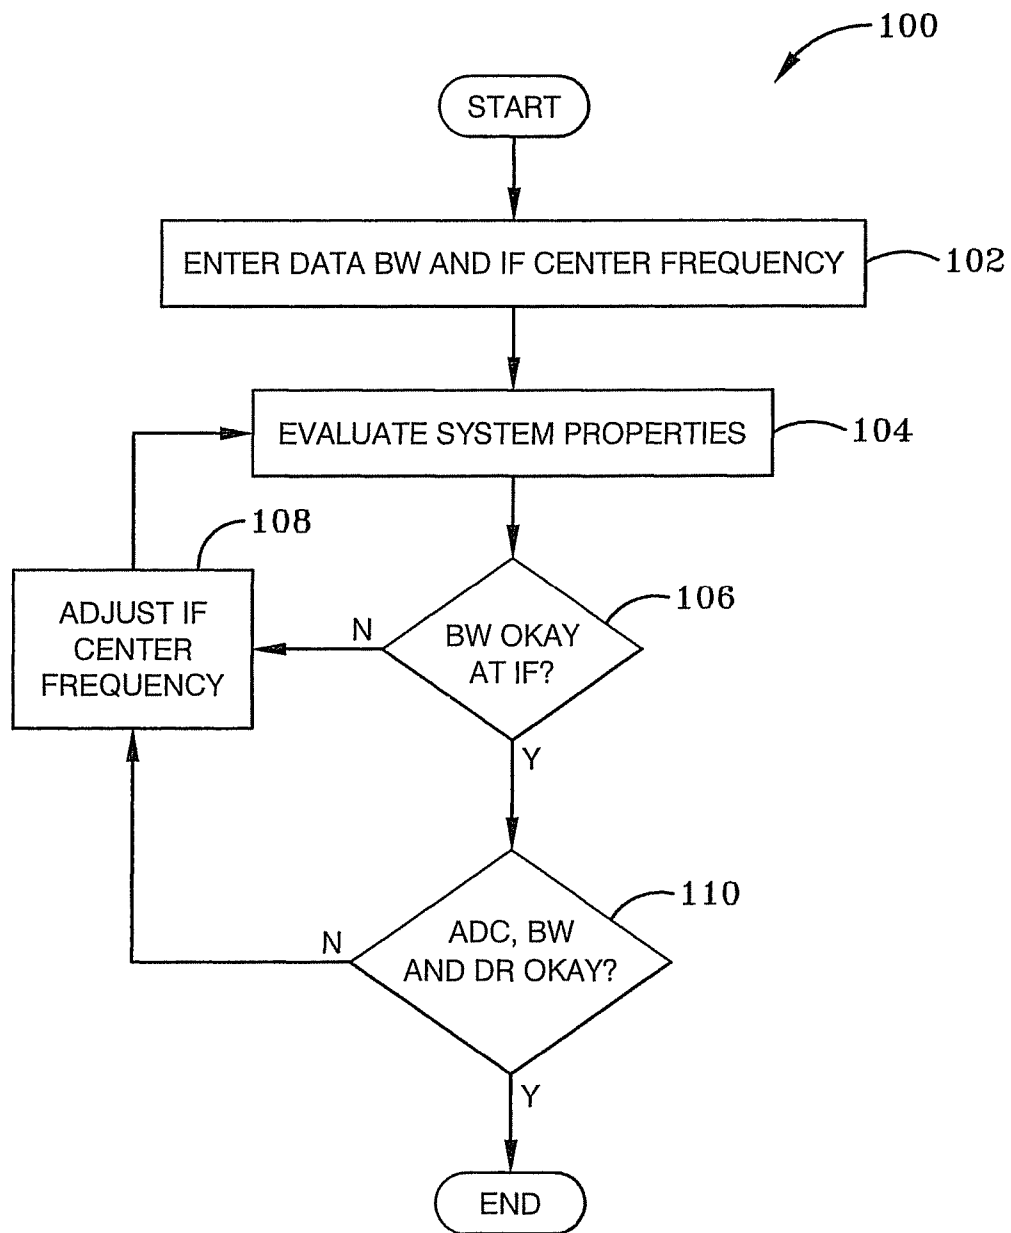 100
START
ENTER DATA BW AND IF CENTER FREQUENCY
102
EVALUATE SYSTEM PROPERTIES
104
108
ADJUST IF
CENTER
FREQUENCY
N
BW OKAY
AT IF?
106
Y
N
ADC, BW
AND DR OKAY?
110
Y
END